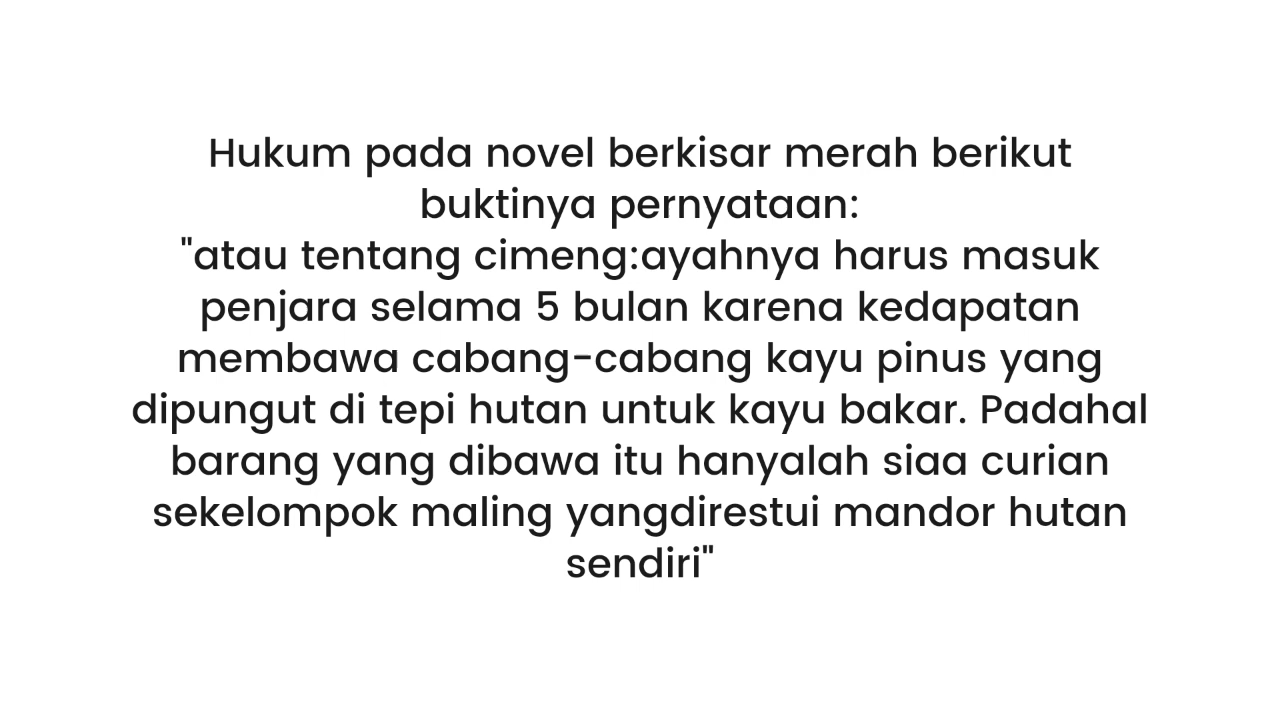 Hukum pada novel berkisar merah berikut
buktinya pernyataan:
"atau tentang cimeng:ayahnya harus masuk
penjara selama 5 bulan karena kedapatan
membawa cabang-cabang kayu pinus yang
dipungut di tepi hutan untuk kayu bakar. Padahal
barang yang dibawa itu hanyalah siaa curian
sekelompok maling yangdirestui mandor hutan
sendiri"